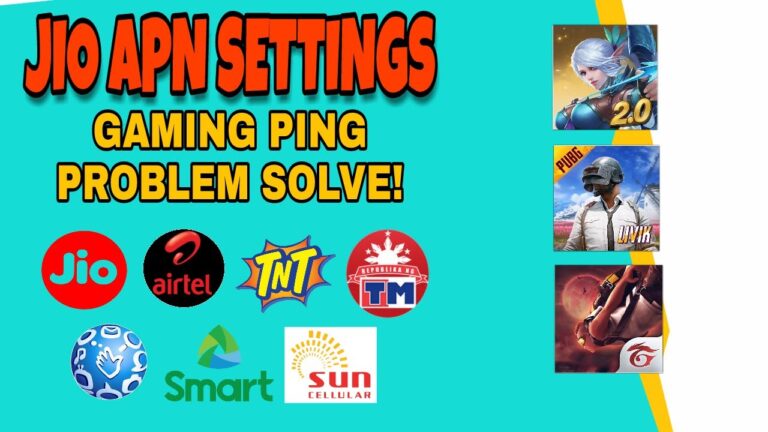 JIO APN SETTINGS
GAMING PING
PROBLEM SOLVE!
2.0
PUBG
LIVIK
Jio
airtel
TNT
REPUBLIKA NG
TM
Smart
sun
CELLULAR